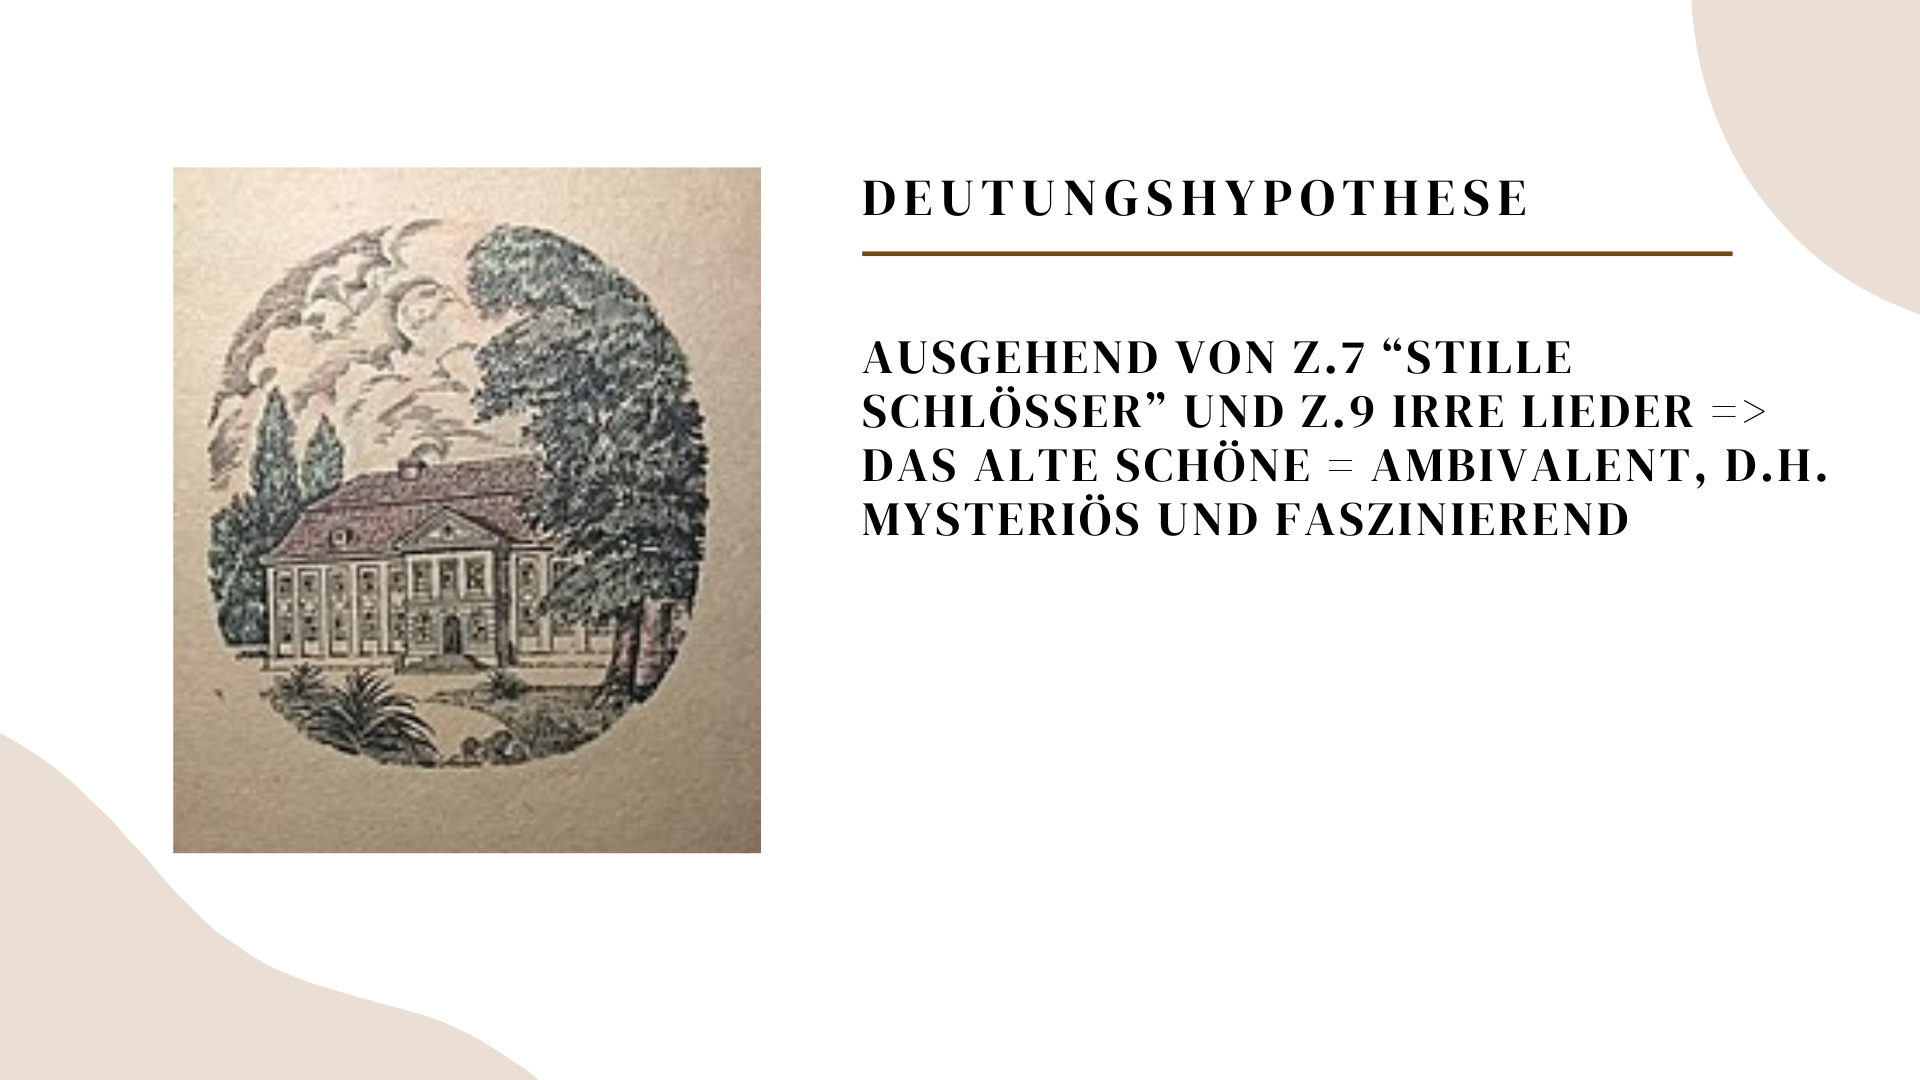 DEUTUNGSHYPOTHESE
AUSGEHEND VON Z.7 “STILLE
SCHLÖSSER” UND Z.9 IRRE LIEDER =>
DAS ALTE SCHÖNE = AMBIVALENT, D.H.
MYSTERIÖS UND FASZINIEREND